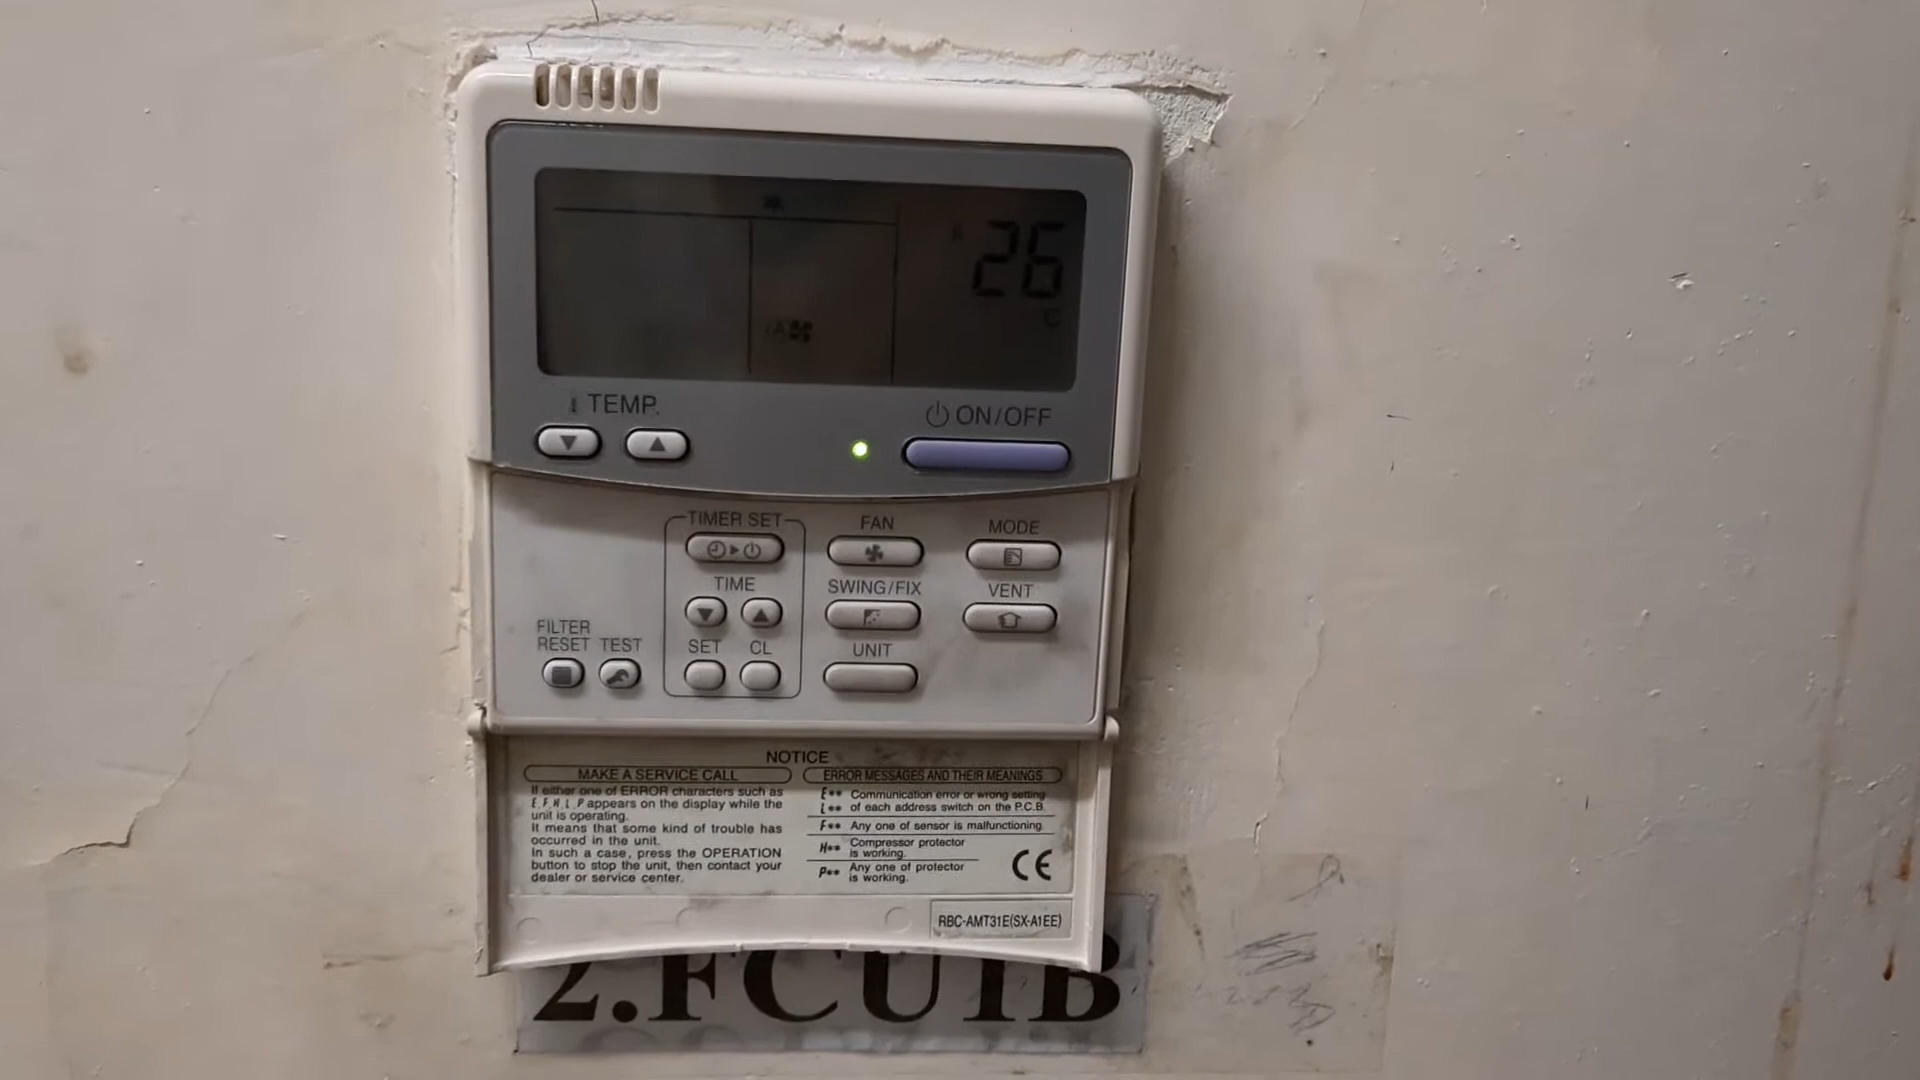 26
°C
TEMP.
ON/OFF
TIMER SET
FAN
MODE
TIME
SWING/FIX
VENT
FILTER
RESET
TEST
SET
CL
UNIT
NOTICE
MAKE A SERVICE CALL
If either one of ERROR characters such as
E, F, H, L, P appears on the display while the
unit is operating.
It means that some kind of trouble has
occurred in the unit.
In such a case, press the OPERATION
button to stop the unit, then contact your
dealer or service center.
ERROR MESSAGES AND THEIR MEANINGS
E** Communication error or wrong setting
L** of each address switch on the P.C.B.
F** Any one of sensor is malfunctioning.
H** Compressor protector
is working.
P** Any one of protector
is working.
CE
RBC-AMT31E(SX-A1EE)
2.FCU1B